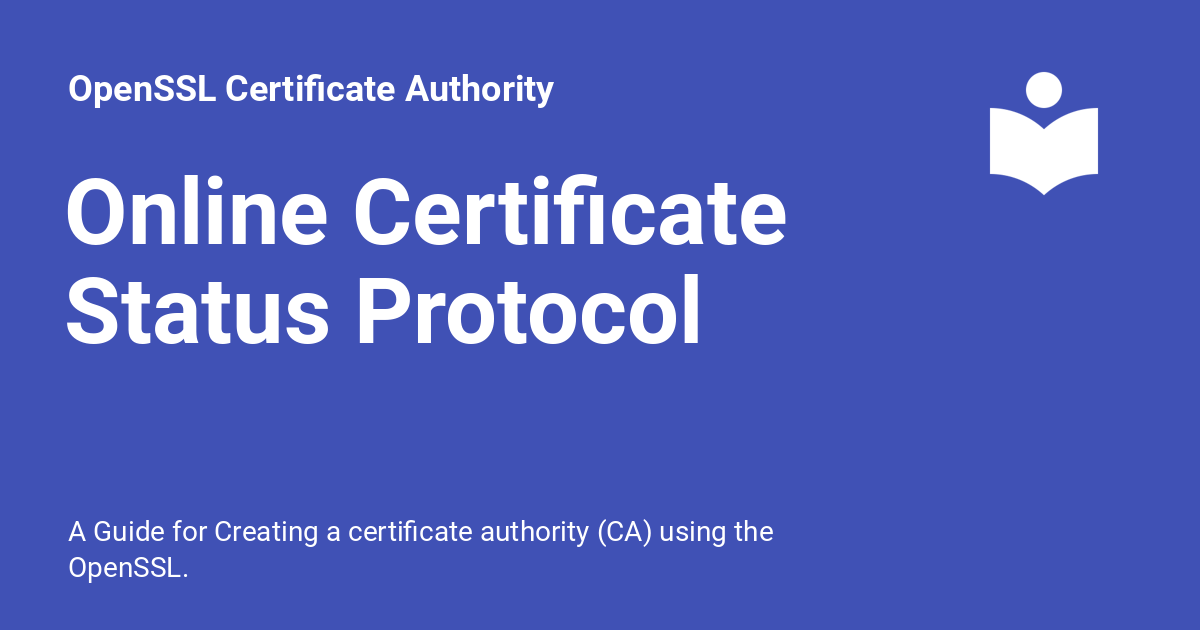 OpenSSL Certificate Authority
Online Certificate
Status Protocol
A Guide for Creating a certificate authority (CA) using the
OpenSSL.